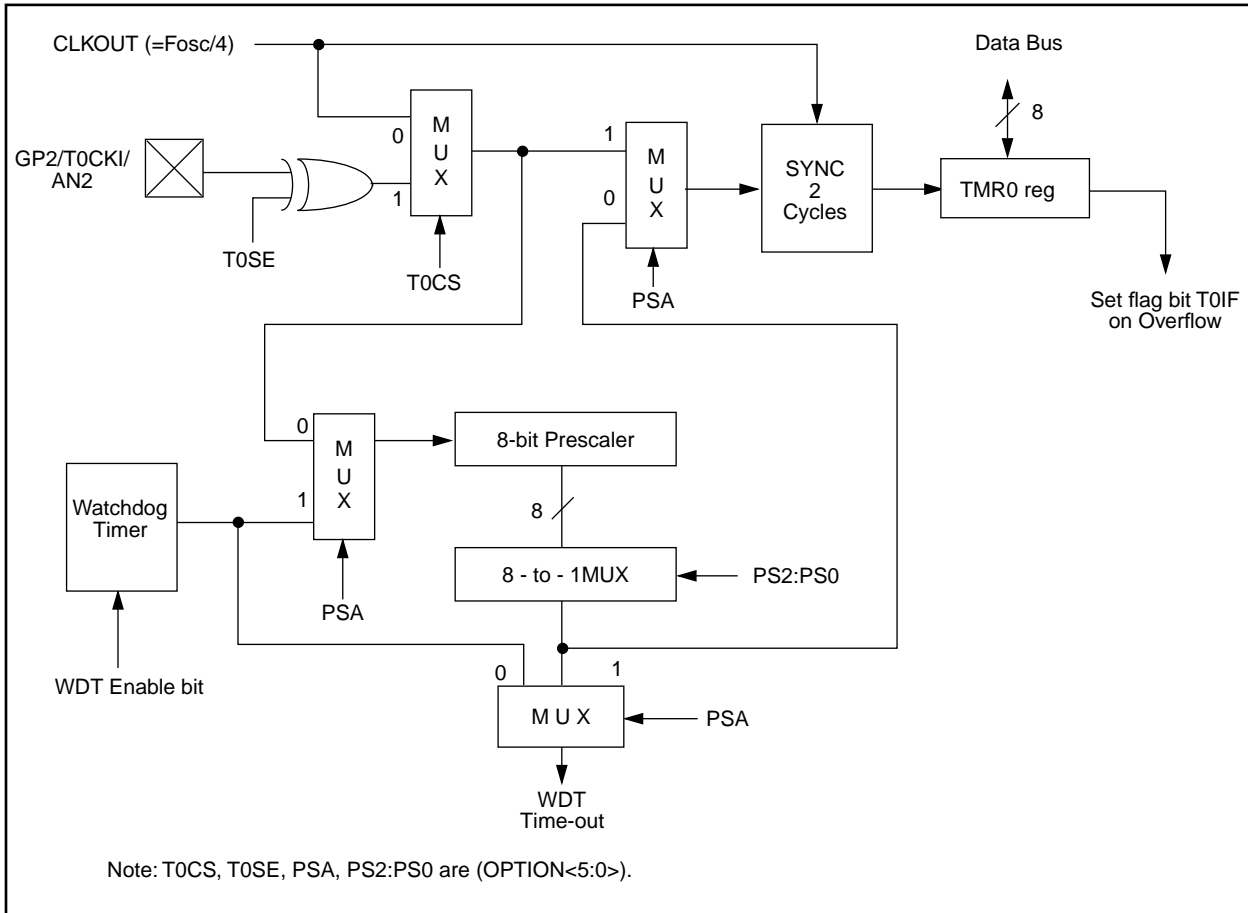 CLKOUT (=Fosc/4)
Data Bus
8
0
M
U
X
1
GP2/T0CKI/
AN2
T0SE
T0CS
1
M
U
X
0
PSA
SYNC
2
Cycles
TMR0 reg
Set flag bit T0IF
on Overflow
0
M
U
X
1
8-bit Prescaler
Watchdog
Timer
8
PSA
8 - to - 1MUX
PS2:PS0
WDT Enable bit
0
1
M U X
PSA
WDT
Time-out
Note: T0CS, T0SE, PSA, PS2:PS0 are (OPTION<5:0>).